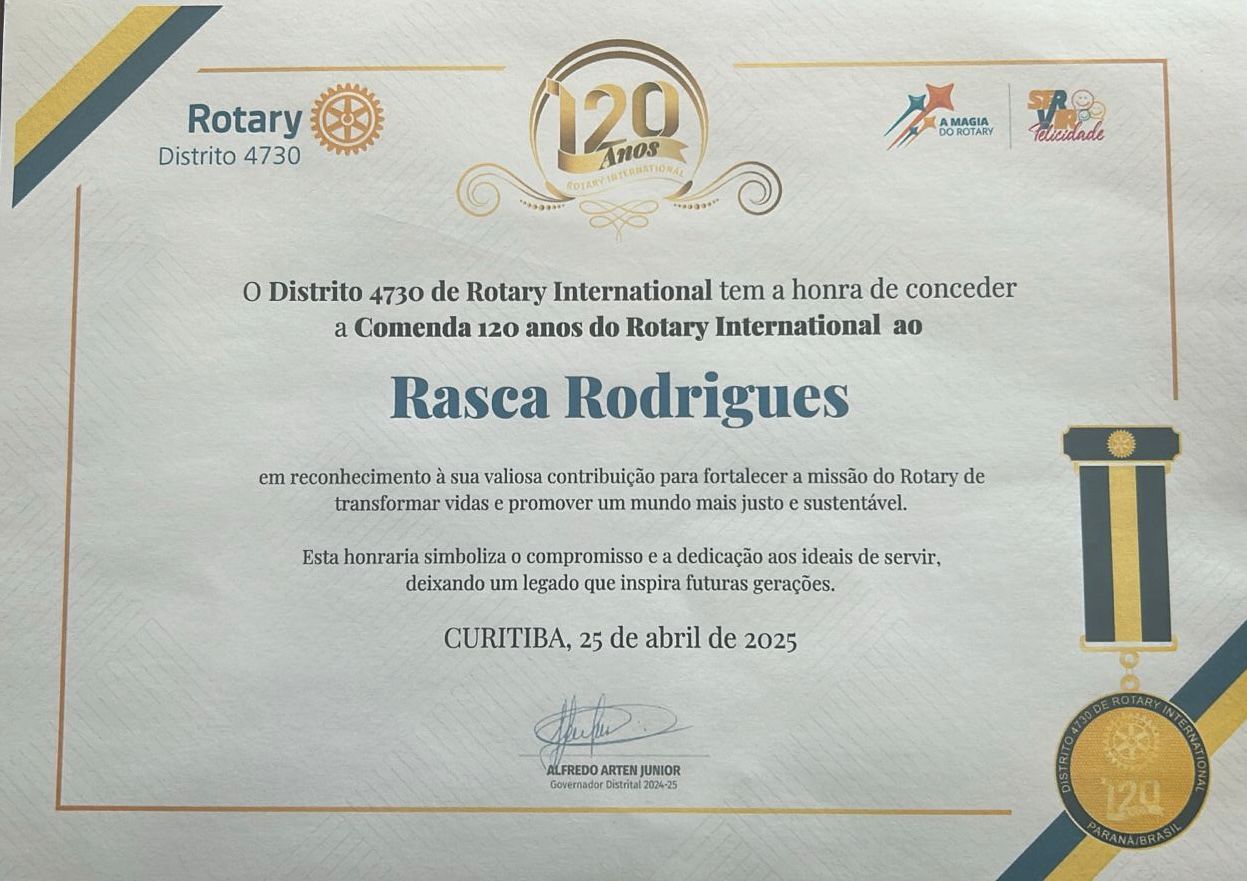 Rotary
Distrito 4730
120
Anos
ROTARY INTERNATIONAL
A MAGIA
DO ROTARY
SERVIR
Felicidade
O Distrito 4730 de Rotary International tem a honra de conceder
a Comenda 120 anos do Rotary International ao
Rasca Rodrigues
em reconhecimento à sua valiosa contribuição para fortalecer a missão do Rotary de
transformar vidas e promover um mundo mais justo e sustentável.
Esta honraria simboliza o compromisso e a dedicação aos ideais de servir,
deixando um legado que inspira futuras gerações.
CURITIBA, 25 de abril de 2025
ALFREDO ARTEN JUNIOR
Governador Distrital 2024-25
DISTRITO 4730 DE ROTARY INTERNATIONAL
120
PARANÁ/BRASIL